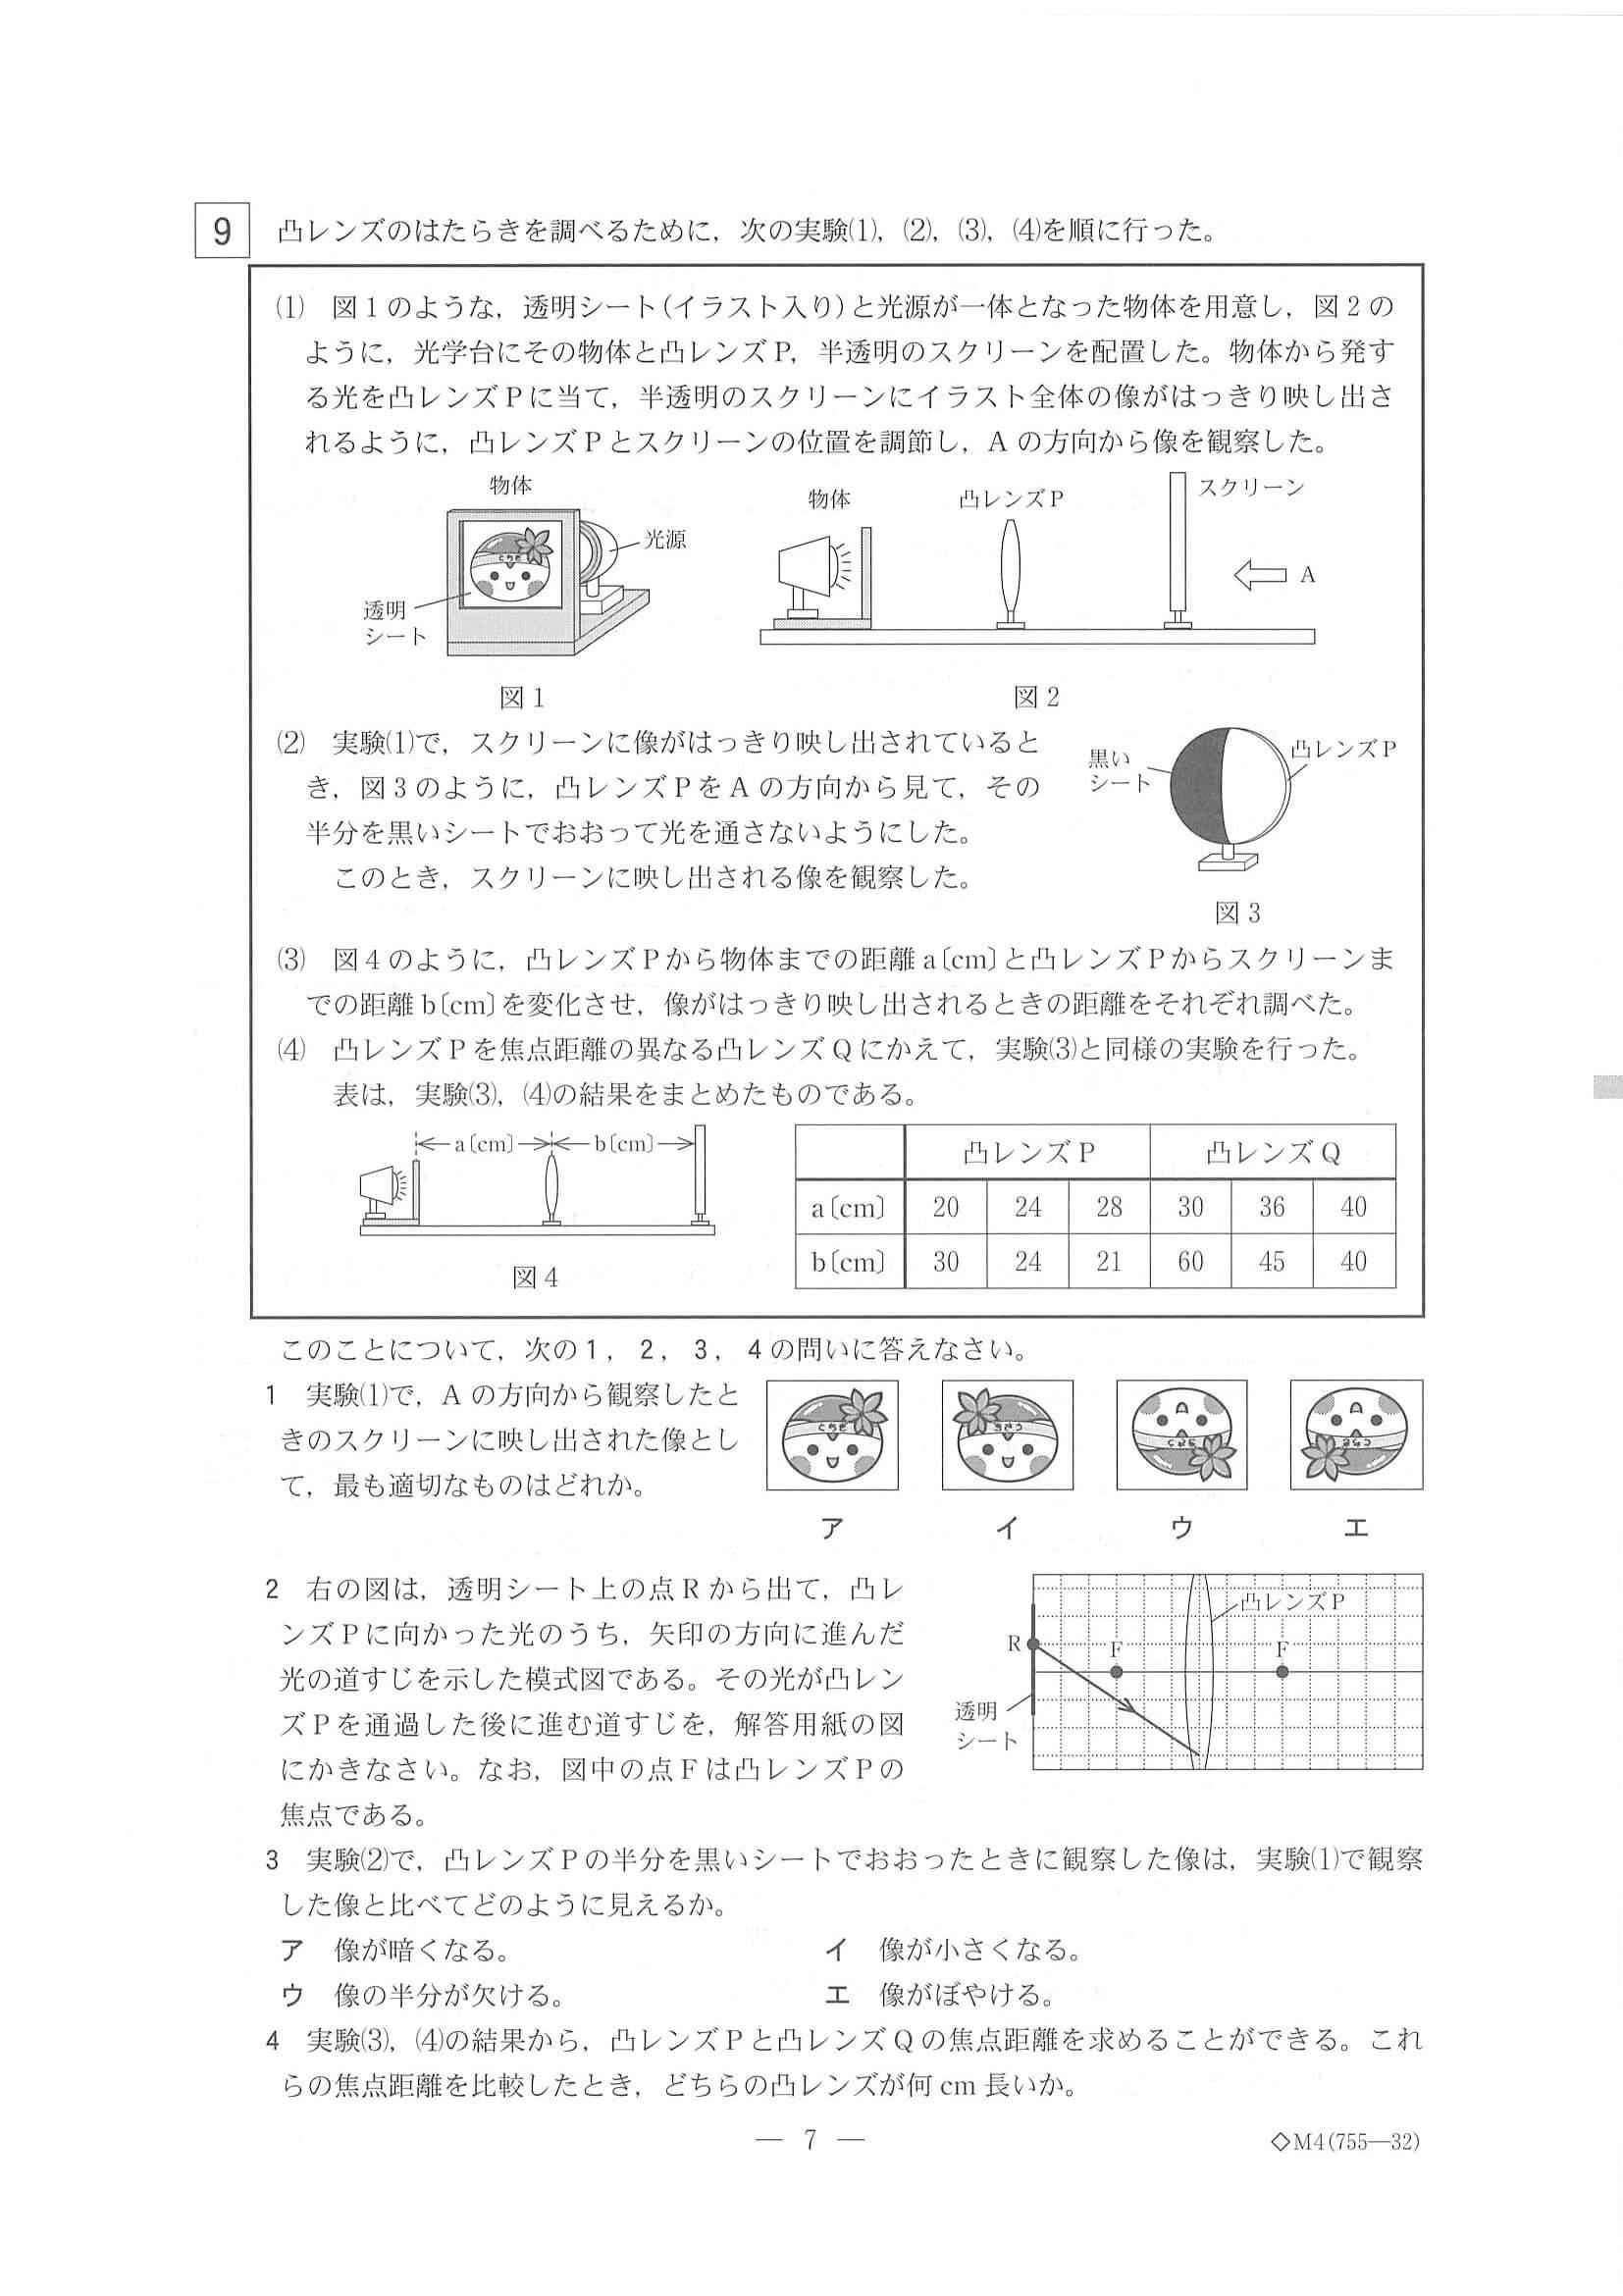 9 凸レンズのはたらきを調べるために，次の実験⑴，⑵，⑶，⑷を順に行った。
⑴ 図1のような，透明シート(イラスト入り)と光源が一体となった物体を用意し，図2の
ように，光学台にその物体と凸レンズP，半透明のスクリーンを配置した。物体から発す
る光を凸レンズPに当て，半透明のスクリーンにイラスト全体の像がはっきり映し出さ
れるように，凸レンズPとスクリーンの位置を調節し，Aの方向から像を観察した。
物体
光源
透明
シート
とちぎ
図1
物体
凸レンズP
スクリーン
A
図2
⑵ 実験⑴で，スクリーンに像がはっきり映し出されていると
き，図3のように，凸レンズPをAの方向から見て，その
半分を黒いシートでおおって光を通さないようにした。
このとき，スクリーンに映し出される像を観察した。
黒い
シート
凸レンズP
図3
⑶ 図4のように，凸レンズPから物体までの距離a〔cm〕と凸レンズPからスクリーンま
での距離b〔cm〕を変化させ，像がはっきり映し出されるときの距離をそれぞれ調べた。
⑷ 凸レンズPを焦点距離の異なる凸レンズQにかえて，実験⑶と同様の実験を行った。
表は，実験⑶，⑷の結果をまとめたものである。
a〔cm〕 b〔cm〕
図4
凸レンズP 凸レンズQ
a〔cm〕 20 24 28 30 36 40
b〔cm〕 30 24 21 60 45 40
このことについて，次の1，2，3，4の問いに答えなさい。
1 実験⑴で，Aの方向から観察したと
きのスクリーンに映し出された像とし
て，最も適切なものはどれか。
とちぎ
ア イ ウ エ
2 右の図は，透明シート上の点Rから出て，凸レ
ンズPに向かった光のうち，矢印の方向に進んだ
光の道すじを示した模式図である。その光が凸レン
ズPを通過した後に進む道すじを，解答用紙の図
にかきなさい。なお，図中の点Fは凸レンズPの
焦点である。
凸レンズP
R
F
F
透明
シート
3 実験⑵で，凸レンズPの半分を黒いシートでおおったときに観察した像は，実験⑴で観察
した像と比べてどのように見えるか。
ア 像が暗くなる。 イ 像が小さくなる。
ウ 像の半分が欠ける。 エ 像がぼやける。
4 実験⑶，⑷の結果から，凸レンズPと凸レンズQの焦点距離を求めることができる。これ
らの焦点距離を比較したとき，どちらの凸レンズが何cm長いか。
― 7 ―
◇M4(755―32)